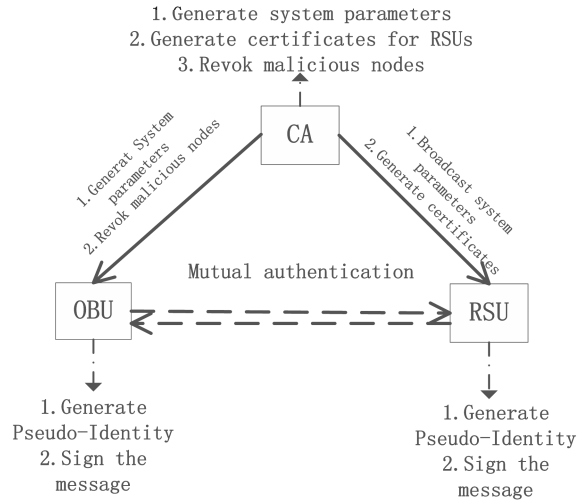 1.Generate system parameters
2.Generate certificates for RSUs
3.Revok malicious nodes
CA
1.Generat System
parameters
2.Revok malicious nodes
1.Broadcast system
parameters
2.Generate certificates
Mutual authentication
OBU
RSU
1.Generate
Pseudo-Identity
2.Sign the
message
1.Generate
Pseudo-Identity
2.Sign the
message